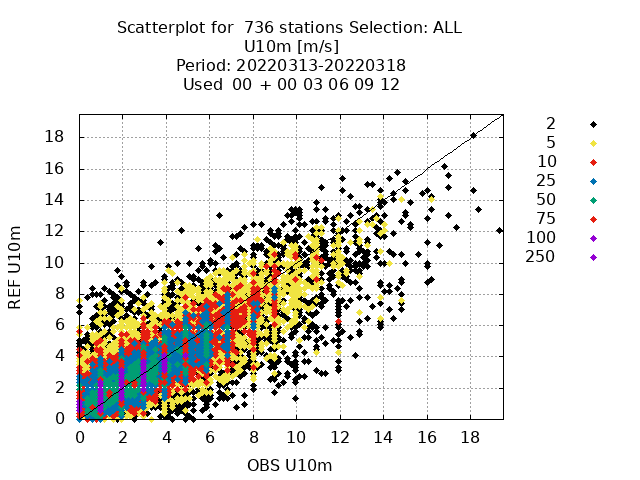 Scatterplot for  736 stations Selection: ALL
U10m [m/s]
Period: 20220313-20220318
Used  00 + 00 03 06 09 12
REF U10m
18
16
14
12
10
8
6
4
2
0
0 2 4 6 8 10 12 14 16 18
OBS U10m
2
5
10
25
50
75
100
250